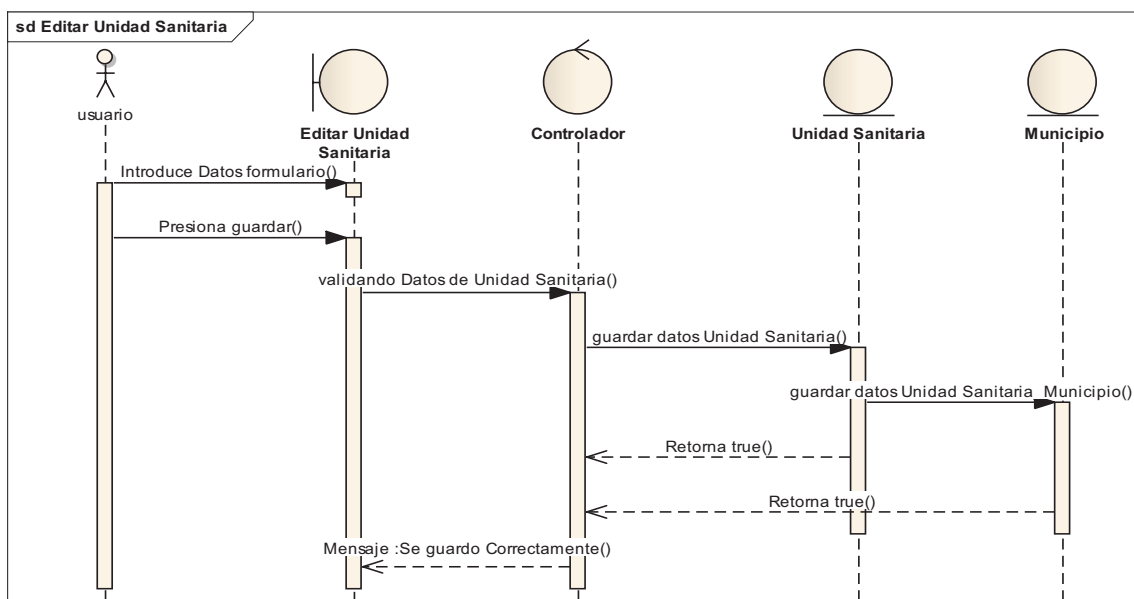 sd Editar Unidad Sanitaria
usuario
Editar Unidad
Sanitaria
Controlador
Unidad Sanitaria
Municipio
Introduce Datos formulario()
Presiona guardar()
validando Datos de Unidad Sanitaria()
guardar datos Unidad Sanitaria()
guardar datos Unidad Sanitaria_Municipio()
Retorna true()
Retorna true()
Mensaje :Se guardo Correctamente()